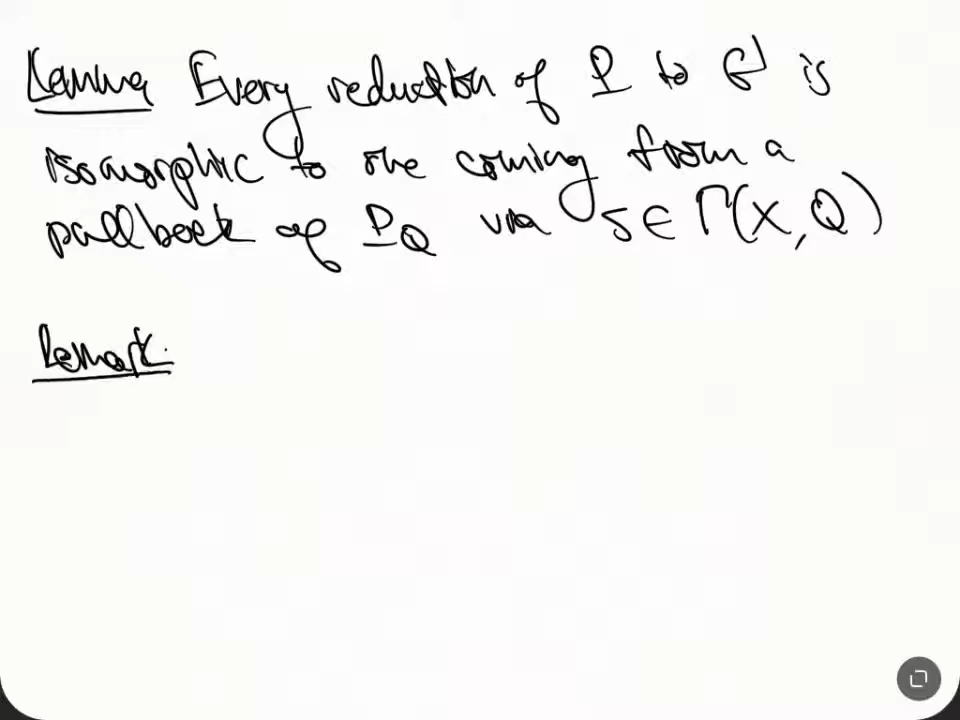 Lemma Every reduction of P to G' is
isomorphic to one coming from a
pullback of P_Q via s ∈ Γ(X, Q)
Remark.